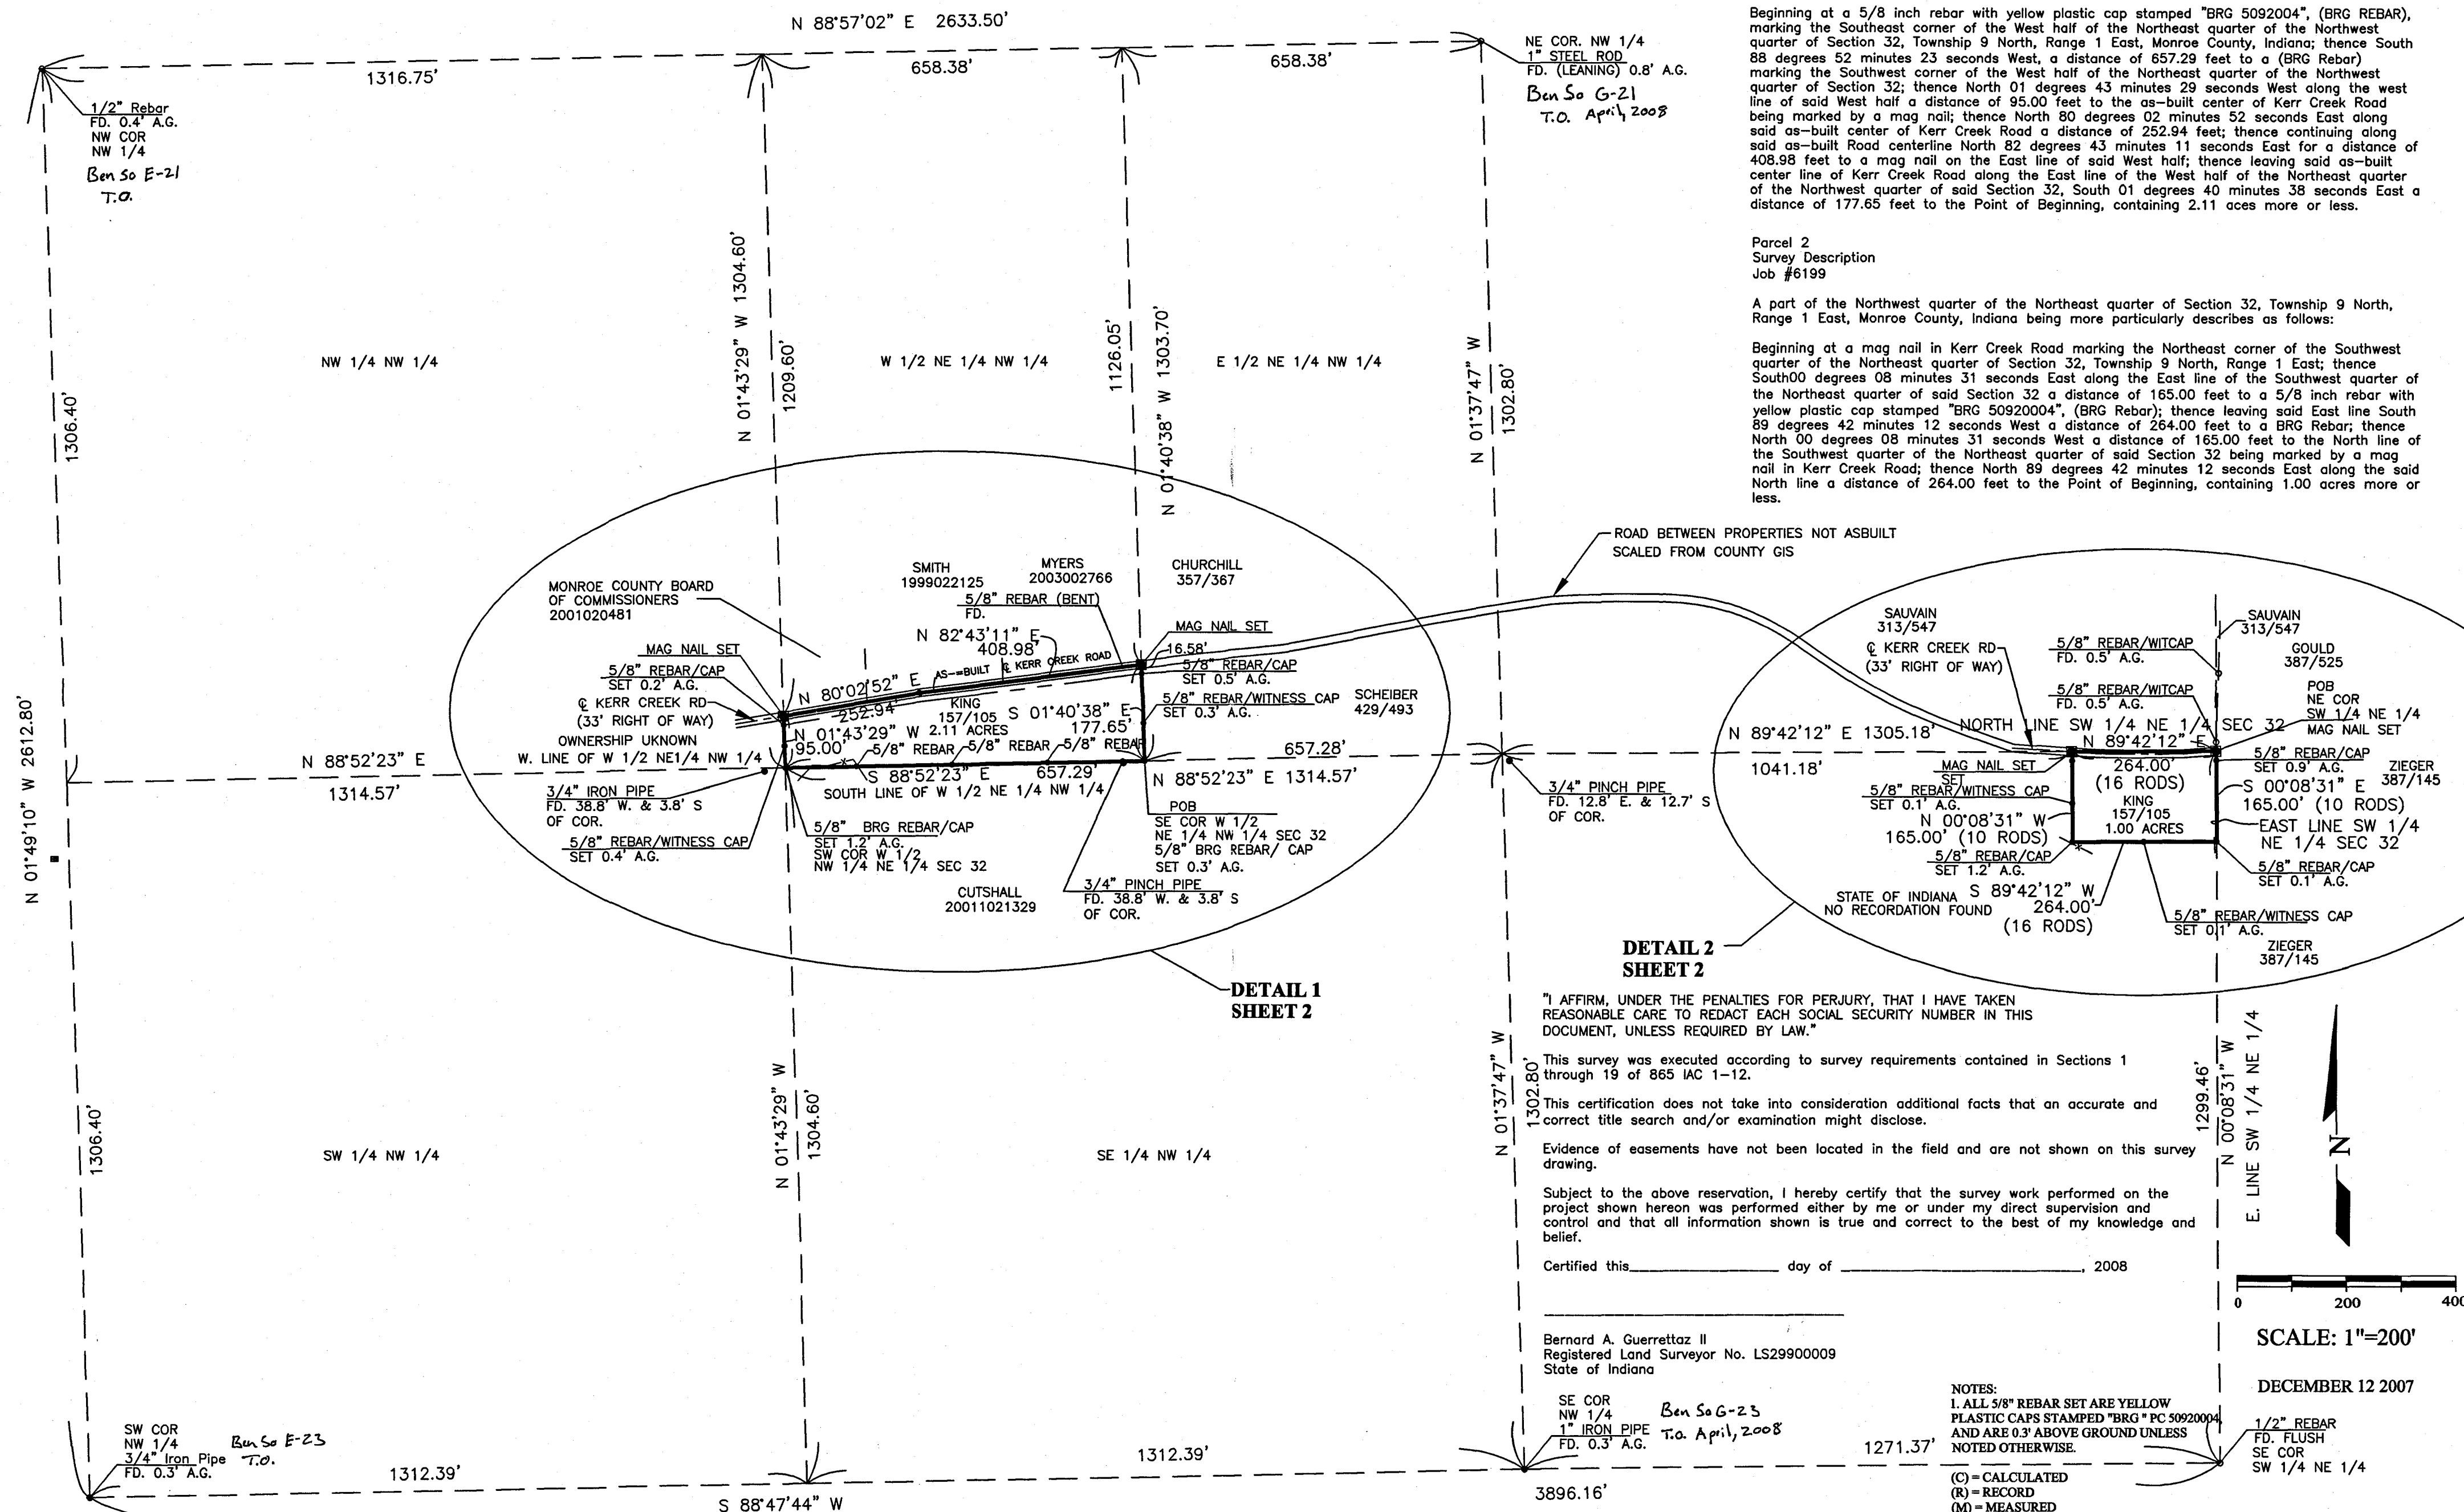 N 88°57'02" E 2633.50'
1316.75'
658.38'
658.38'
1/2" Rebar
FD. 0.4' A.G.
NW COR
NW 1/4
Ben So E-21
T.O.
NE COR. NW 1/4
1" STEEL ROD
FD. (LEANING) 0.8' A.G.
Ben So G-21
T.O. April, 2008
Beginning at a 5/8 inch rebar with yellow plastic cap stamped "BRG 5092004", (BRG REBAR),
marking the Southeast corner of the West half of the Northeast quarter of the Northwest
quarter of Section 32, Township 9 North, Range 1 East, Monroe County, Indiana; thence South
88 degrees 52 minutes 23 seconds West, a distance of 657.29 feet to a (BRG Rebar)
marking the Southwest corner of the West half of the Northeast quarter of the Northwest
quarter of Section 32; thence North 01 degrees 43 minutes 29 seconds West along the west
line of said West half a distance of 95.00 feet to the as-built center of Kerr Creek Road
being marked by a mag nail; thence North 80 degrees 02 minutes 52 seconds East along
said as-built center of Kerr Creek Road a distance of 252.94 feet; thence continuing along
said as-built Road centerline North 82 degrees 43 minutes 11 seconds East for a distance of
408.98 feet to a mag nail on the East line of said West half; thence leaving said as-built
center line of Kerr Creek Road along the East line of the West half of the Northeast quarter
of the Northwest quarter of said Section 32, South 01 degrees 40 minutes 38 seconds East a
distance of 177.65 feet to the Point of Beginning, containing 2.11 aces more or less.
Parcel 2
Survey Description
Job #6199
A part of the Northwest quarter of the Northeast quarter of Section 32, Township 9 North,
Range 1 East, Monroe County, Indiana being more particularly describes as follows:
Beginning at a mag nail in Kerr Creek Road marking the Northeast corner of the Southwest
quarter of the Northeast quarter of Section 32, Township 9 North, Range 1 East; thence
South00 degrees 08 minutes 31 seconds East along the East line of the Southwest quarter of
the Northeast quarter of said Section 32 a distance of 165.00 feet to a 5/8 inch rebar with
yellow plastic cap stamped "BRG 50920004", (BRG Rebar); thence leaving said East line South
89 degrees 42 minutes 12 seconds West a distance of 264.00 feet to a BRG Rebar; thence
North 00 degrees 08 minutes 31 seconds West a distance of 165.00 feet to the North line of
the Southwest quarter of the Northeast quarter of said Section 32 being marked by a mag
nail in Kerr Creek Road; thence North 89 degrees 42 minutes 12 seconds East along the said
North line a distance of 264.00 feet to the Point of Beginning, containing 1.00 acres more or
less.
NW 1/4 NW 1/4
W 1/2 NE 1/4 NW 1/4
E 1/2 NE 1/4 NW 1/4
1306.40'
N 01°43'29" W 1304.60'
1209.60'
1126.05'
N 01°40'38" W 1303.70'
N 01°37'47" W
1302.80'
N 01°49'10" W 2612.80'
MONROE COUNTY BOARD
OF COMMISSIONERS
2001020481
SMITH
1999022125
MYERS
2003002766
CHURCHILL
357/367
5/8" REBAR (BENT)
FD.
MAG NAIL SET
N 82°43'11" E
408.98'
AS-=BUILT ℄ KERR CREEK ROAD
MAG NAIL SET
16.58'
5/8" REBAR/CAP
SET 0.2' A.G.
5/8" REBAR/CAP
SET 0.5' A.G.
N 80°02'52" E
252.94'
℄ KERR CREEK RD
(33' RIGHT OF WAY)
OWNERSHIP UKNOWN
W. LINE OF W 1/2 NE1/4 NW 1/4
KING
157/105
2.11 ACRES
S 01°40'38" E
177.65'
5/8" REBAR/WITNESS CAP
SET 0.3' A.G.
SCHEIBER
429/493
N 01°43'29" W
95.00'
5/8" REBAR
5/8" REBAR
5/8" REBAR
N 88°52'23" E
1314.57'
S 88°52'23" E 657.29'
SOUTH LINE OF W 1/2 NE 1/4 NW 1/4
657.28'
N 88°52'23" E 1314.57'
3/4" IRON PIPE
FD. 38.8' W. & 3.8' S
OF COR.
5/8" REBAR/WITNESS CAP
SET 0.4' A.G.
5/8" BRG REBAR/CAP
SET 1.2' A.G.
SW COR W 1/2
NW 1/4 NE 1/4 SEC 32
POB
SE COR W 1/2
NE 1/4 NW 1/4 SEC 32
5/8" BRG REBAR/ CAP
SET 0.3' A.G.
CUTSHALL
20011021329
3/4" PINCH PIPE
FD. 38.8' W. & 3.8' S
OF COR.
DETAIL 1
SHEET 2
3/4" PINCH PIPE
FD. 12.8' E. & 12.7' S
OF COR.
ROAD BETWEEN PROPERTIES NOT ASBUILT
SCALED FROM COUNTY GIS
SAUVAIN
313/547
℄ KERR CREEK RD
(33' RIGHT OF WAY)
5/8" REBAR/WITCAP
FD. 0.5' A.G.
5/8" REBAR/WITCAP
FD. 0.5' A.G.
SAUVAIN
313/547
GOULD
387/525
POB
NE COR
SW 1/4 NE 1/4
MAG NAIL SET
N 89°42'12" E 1305.18'
1041.18'
NORTH LINE SW 1/4 NE 1/4 SEC 32
N 89°42'12" E
264.00'
(16 RODS)
MAG NAIL SET
SET
5/8" REBAR/WITNESS CAP
SET 0.1' A.G.
N 00°08'31" W
165.00' (10 RODS)
KING
157/105
1.00 ACRES
5/8" REBAR/CAP
SET 0.9' A.G.
ZIEGER
387/145
S 00°08'31" E
165.00' (10 RODS)
EAST LINE SW 1/4
NE 1/4 SEC 32
5/8" REBAR/CAP
SET 1.2' A.G.
5/8" REBAR/CAP
SET 0.1' A.G.
STATE OF INDIANA
NO RECORDATION FOUND
S 89°42'12" W
264.00'
(16 RODS)
5/8" REBAR/WITNESS CAP
SET 0.1' A.G.
ZIEGER
387/145
DETAIL 2
SHEET 2
"I AFFIRM, UNDER THE PENALTIES FOR PERJURY, THAT I HAVE TAKEN
REASONABLE CARE TO REDACT EACH SOCIAL SECURITY NUMBER IN THIS
DOCUMENT, UNLESS REQUIRED BY LAW."
This survey was executed according to survey requirements contained in Sections 1
through 19 of 865 IAC 1-12.
This certification does not take into consideration additional facts that an accurate and
correct title search and/or examination might disclose.
Evidence of easements have not been located in the field and are not shown on this survey
drawing.
Subject to the above reservation, I hereby certify that the survey work performed on the
project shown hereon was performed either by me or under my direct supervision and
control and that all information shown is true and correct to the best of my knowledge and
belief.
Certified this day of , 2008
Bernard A. Guerrettaz II
Registered Land Surveyor No. LS29900009
State of Indiana
1306.40'
SW 1/4 NW 1/4
N 01°43'29" W
1304.60'
SE 1/4 NW 1/4
N 01°37'47" W
1302.80'
1299.46'
N 00°08'31" W
E. LINE SW 1/4 NE 1/4
N
0 200 400
SCALE: 1"=200'
DECEMBER 12 2007
SW COR
NW 1/4
3/4" Iron Pipe
FD. 0.3' A.G.
Ben So E-23
T.O.
1312.39'
S 88°47'44" W
1312.39'
SE COR
NW 1/4
1" IRON PIPE
FD. 0.3' A.G.
Ben So G-23
T.O. April, 2008
3896.16'
1271.37'
NOTES:
1. ALL 5/8" REBAR SET ARE YELLOW
PLASTIC CAPS STAMPED "BRG " PC 50920004
AND ARE 0.3' ABOVE GROUND UNLESS
NOTED OTHERWISE.
(C) = CALCULATED
(R) = RECORD
(M) = MEASURED
1/2" REBAR
FD. FLUSH
SE COR
SW 1/4 NE 1/4